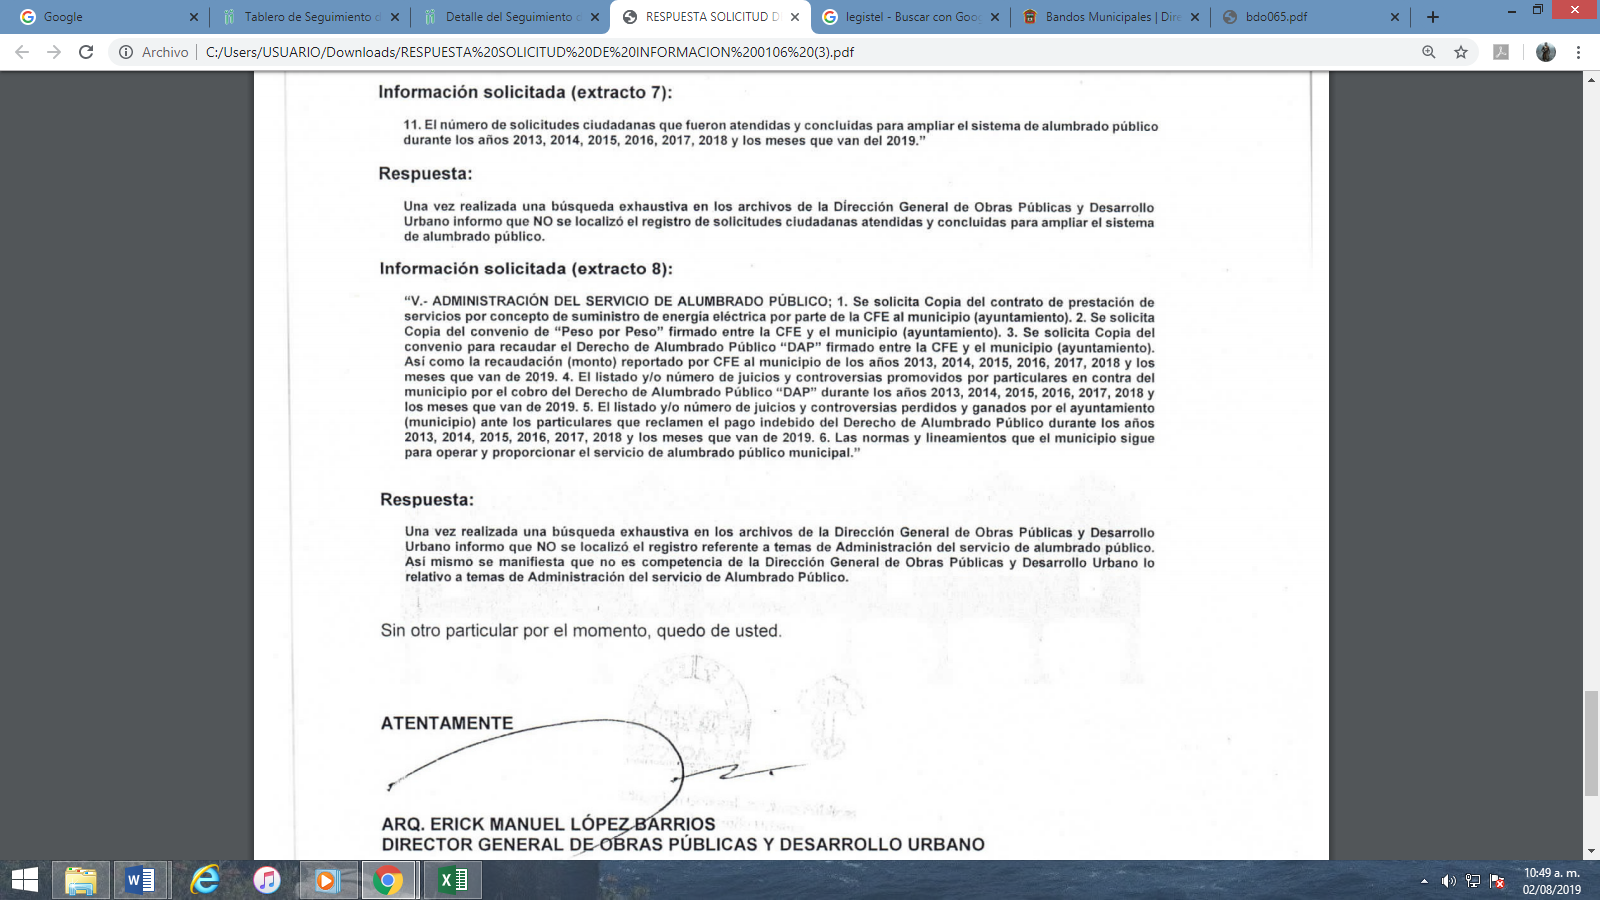 Google
Tablero de Seguimiento d
Detalle del Seguimiento d
RESPUESTA SOLICITUD D
legistel - Buscar con Goog
Bandos Municipales | Dire
bdo065.pdf
Archivo | C:/Users/USUARIO/Downloads/RESPUESTA%20SOLICITUD%20DE%20INFORMACION%200106%20(3).pdf
Información solicitada (extracto 7):
11. El número de solicitudes ciudadanas que fueron atendidas y concluidas para ampliar el sistema de alumbrado público
durante los años 2013, 2014, 2015, 2016, 2017, 2018 y los meses que van del 2019.”
Respuesta:
Una vez realizada una búsqueda exhaustiva en los archivos de la Dirección General de Obras Públicas y Desarrollo
Urbano informo que NO se localizó el registro de solicitudes ciudadanas atendidas y concluidas para ampliar el sistema
de alumbrado público.
Información solicitada (extracto 8):
“V.- ADMINISTRACIÓN DEL SERVICIO DE ALUMBRADO PÚBLICO; 1. Se solicita Copia del contrato de prestación de
servicios por concepto de suministro de energía eléctrica por parte de la CFE al municipio (ayuntamiento). 2. Se solicita
Copia del convenio de “Peso por Peso” firmado entre la CFE y el municipio (ayuntamiento). 3. Se solicita Copia del
convenio para recaudar el Derecho de Alumbrado Público “DAP” firmado entre la CFE y el municipio (ayuntamiento).
Así como la recaudación (monto) reportado por CFE al municipio de los años 2013, 2014, 2015, 2016, 2017, 2018 y los
meses que van de 2019. 4. El listado y/o número de juicios y controversias promovidos por particulares en contra del
municipio por el cobro del Derecho de Alumbrado Público “DAP” durante los años 2013, 2014, 2015, 2016, 2017, 2018 y
los meses que van de 2019. 5. El listado y/o número de juicios y controversias perdidos y ganados por el ayuntamiento
(municipio) ante los particulares que reclamen el pago indebido del Derecho de Alumbrado Público durante los años
2013, 2014, 2015, 2016, 2017, 2018 y los meses que van de 2019. 6. Las normas y lineamientos que el municipio sigue
para operar y proporcionar el servicio de alumbrado público municipal.”
Respuesta:
Una vez realizada una búsqueda exhaustiva en los archivos de la Dirección General de Obras Públicas y Desarrollo
Urbano informo que NO se localizó el registro referente a temas de Administración del servicio de alumbrado público.
Así mismo se manifiesta que no es competencia de la Dirección General de Obras Públicas y Desarrollo Urbano lo
relativo a temas de Administración del servicio de Alumbrado Público.
Sin otro particular por el momento, quedo de usted.
ATENTAMENTE
ARQ. ERICK MANUEL LÓPEZ BARRIOS
DIRECTOR GENERAL DE OBRAS PÚBLICAS Y DESARROLLO URBANO
10:49 a. m.
02/08/2019